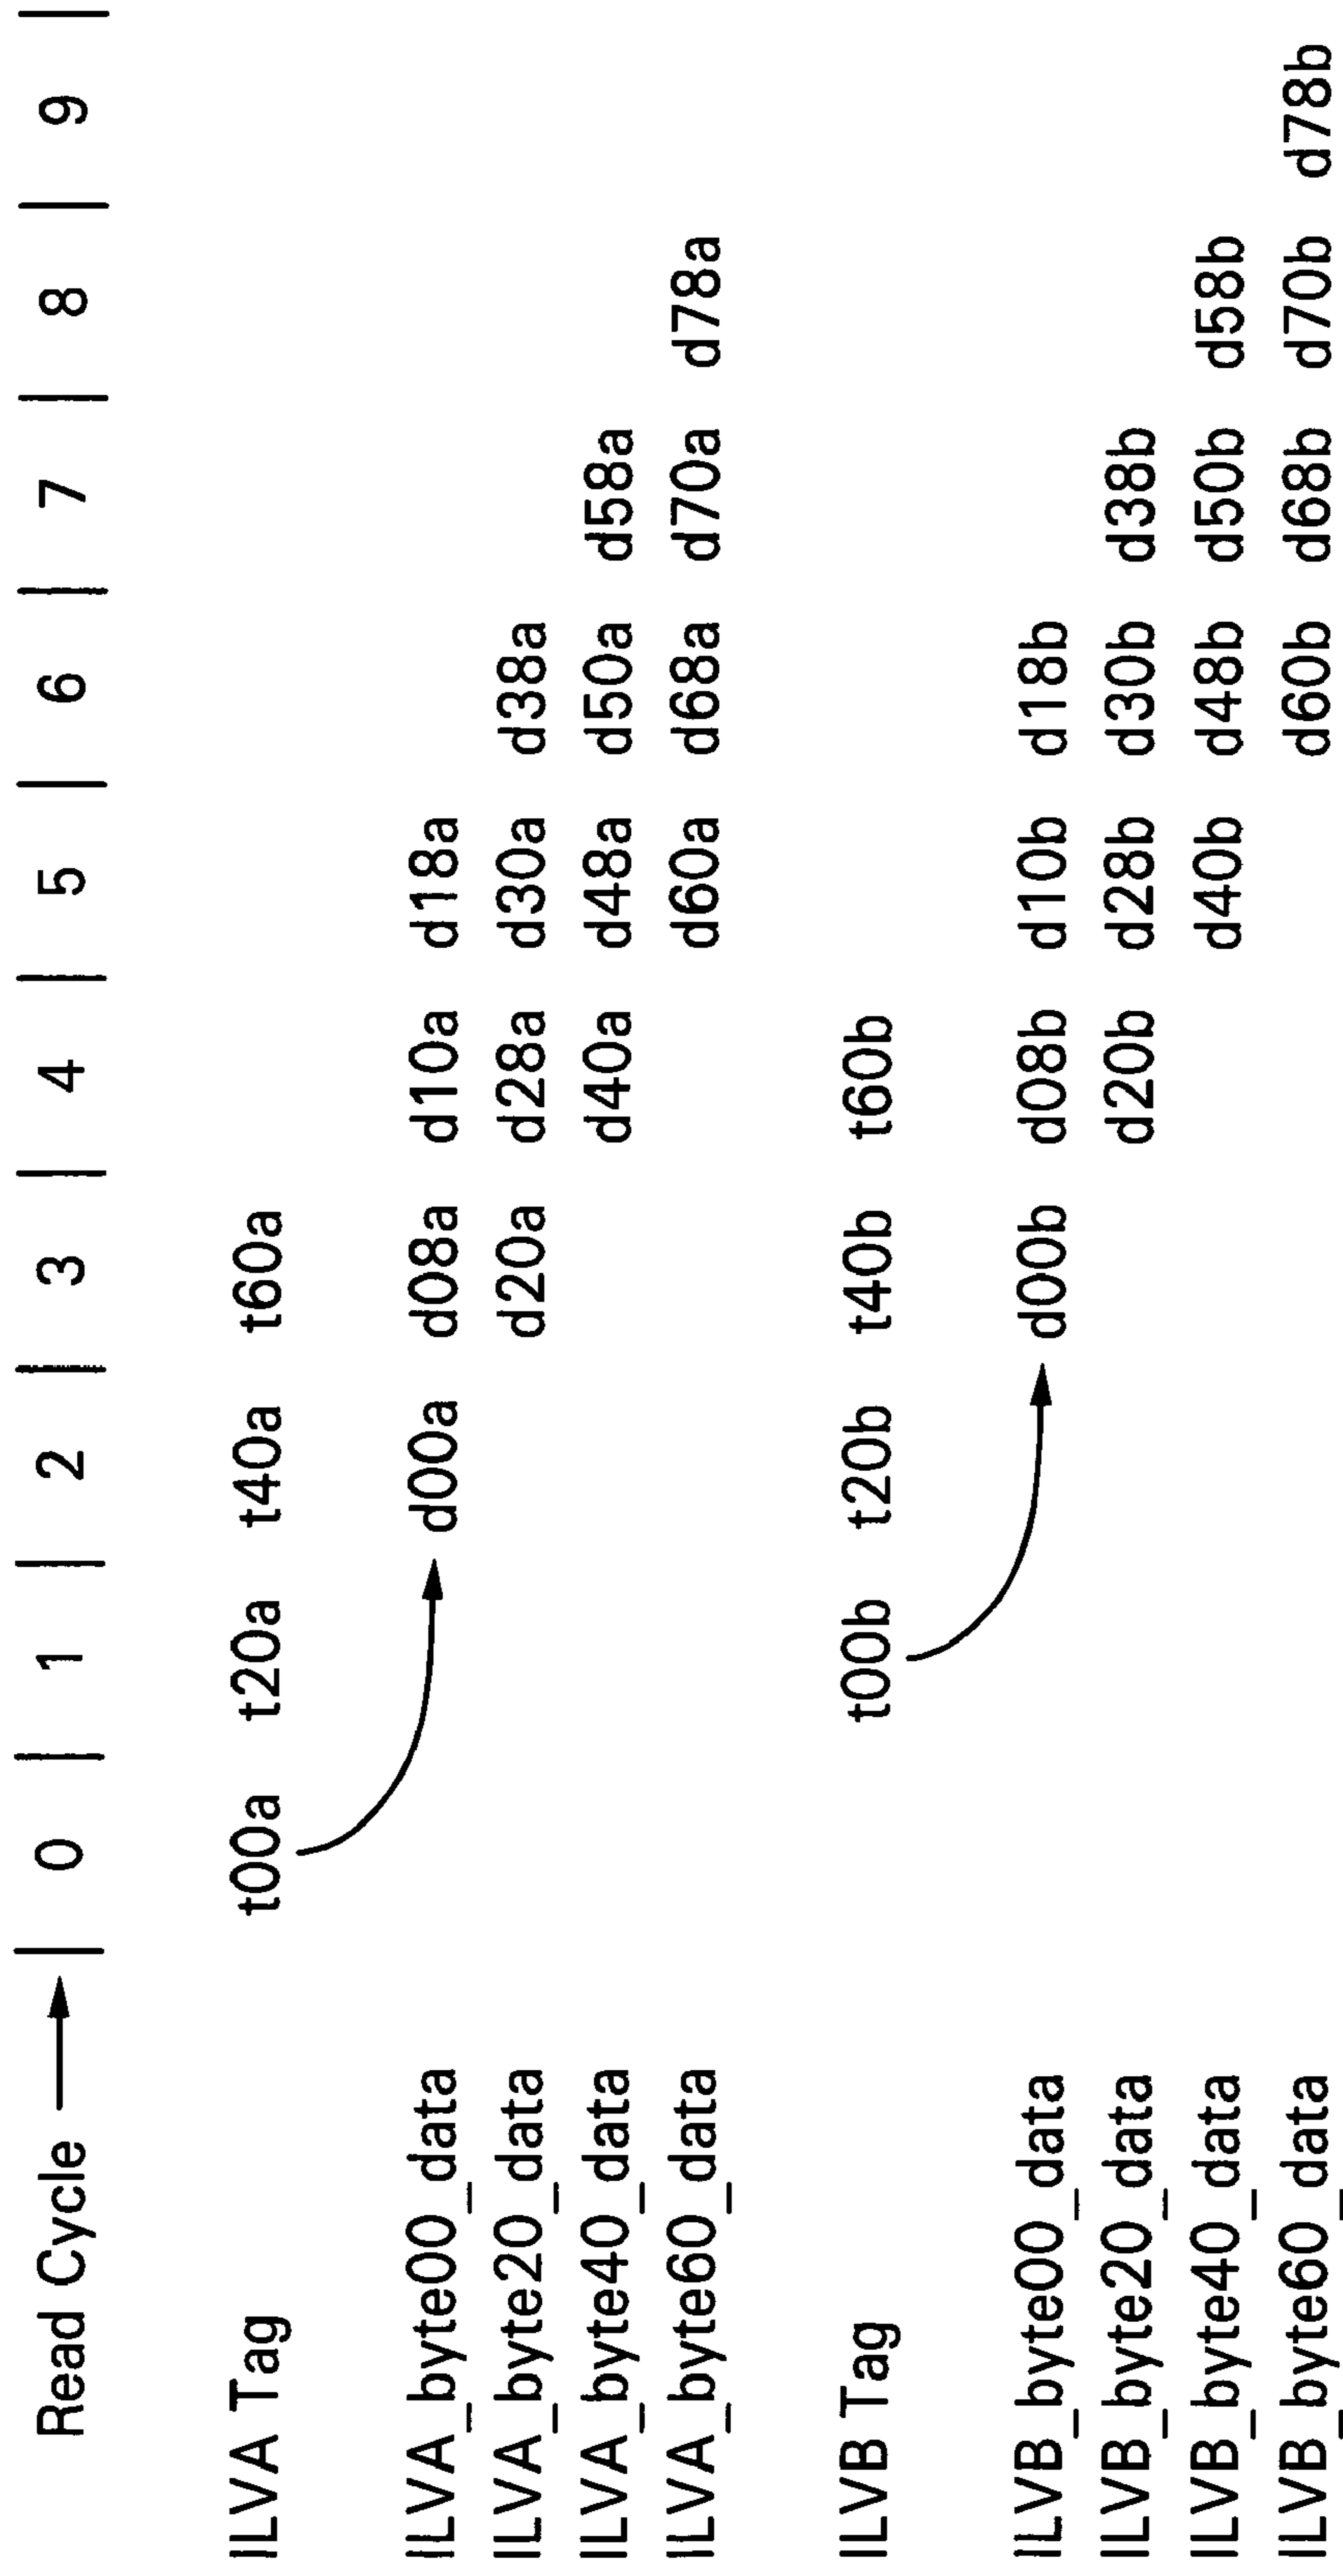 Read Cycle ⟶ | 0 | 1 | 2 | 3 | 4 | 5 | 6 | 7 | 8 | 9 |
ILVA Tag t00a t20a t40a t60a
ILVA_byte00_data d00a d08a d10a d18a
ILVA_byte20_data d20a d28a d30a d38a
ILVA_byte40_data d40a d48a d50a d58a
ILVA_byte60_data d60a d68a d70a d78a
ILVB Tag t00b t20b t40b t60b
ILVB_byte00_data d00b d08b d10b d18b
ILVB_byte20_data d20b d28b d30b d38b
ILVB_byte40_data d40b d48b d50b d58b
ILVB_byte60_data d60b d68b d70b d78b